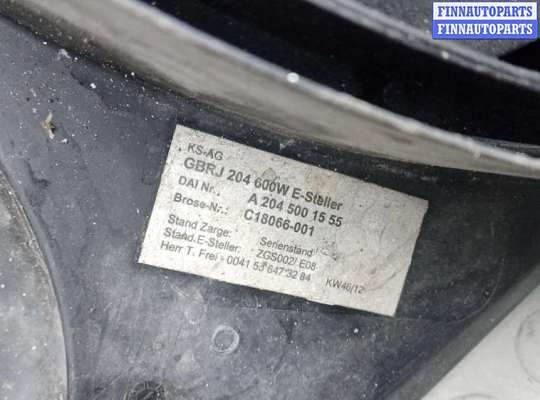 FINNAUTOPARTS
FINNAUTOPARTS
KS-AG
GBRJ 204 600W E-Steller
DAI Nr.: A 204 500 15 55
Brose-Nr.: C18066-001
Stand Zarge: Serienstand
Stand.E-Steller: ZGS002/ E08
Herr T. Frei - 0041 53 647 32 84 KW46/12